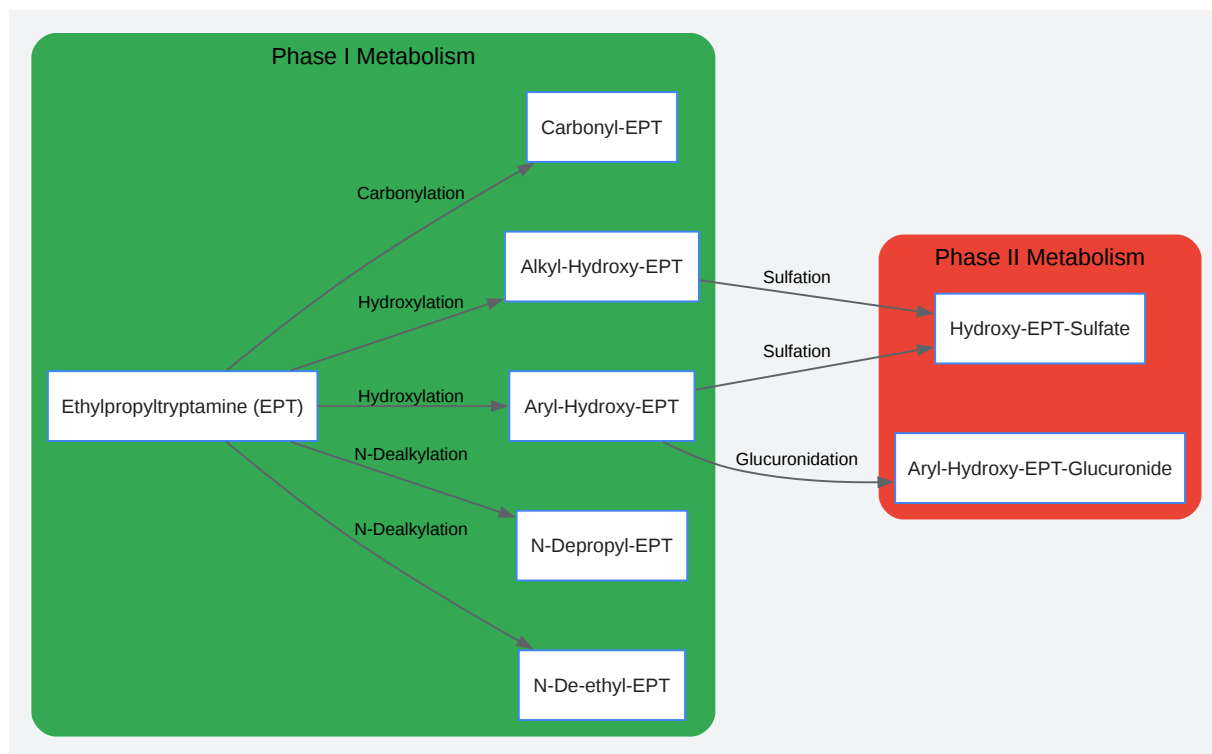 Phase I Metabolism
Carbonyl-EPT
Carbonylation
Alkyl-Hydroxy-EPT
Hydroxylation
Ethylpropyltryptamine (EPT)
Hydroxylation
Aryl-Hydroxy-EPT
N-Dealkylation
N-Depropyl-EPT
N-Dealkylation
N-De-ethyl-EPT
Sulfation
Sulfation
Glucuronidation
Phase II Metabolism
Hydroxy-EPT-Sulfate
Aryl-Hydroxy-EPT-Glucuronide